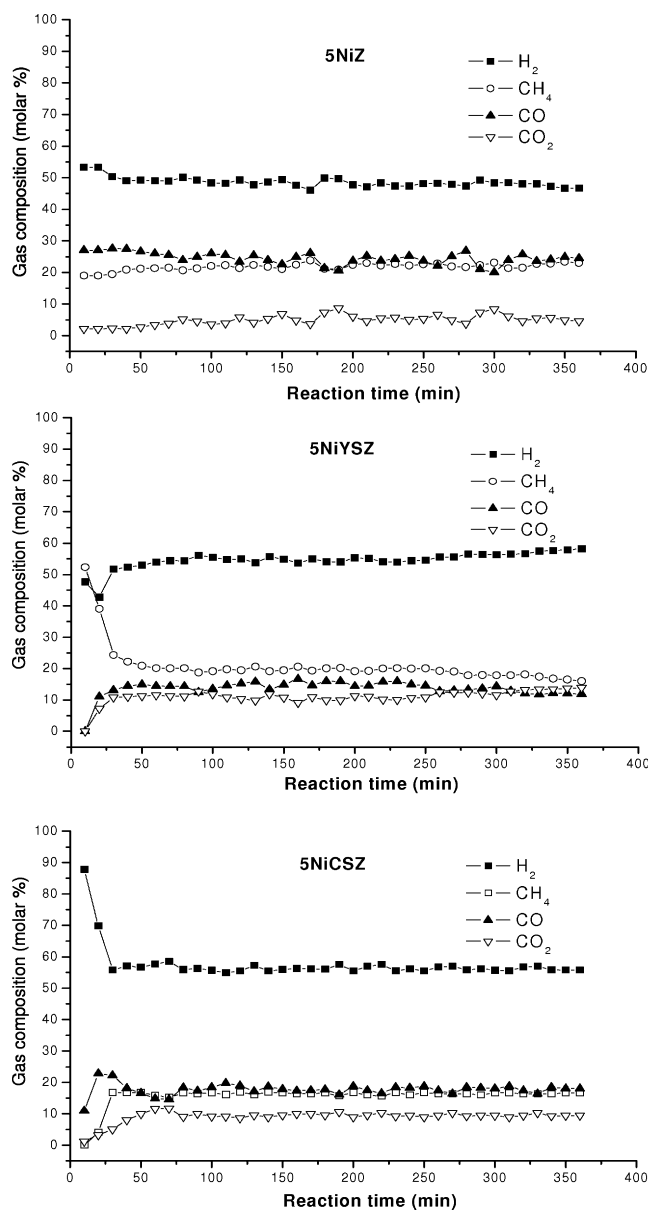 5NiZ
H2
CH4
CO
CO2
Gas composition (molar %)
100
90
80
70
60
50
40
30
20
10
0
0 50 100 150 200 250 300 350 400
Reaction time (min)
5NiYSZ
H2
CH4
CO
CO2
Gas composition (molar %)
100
90
80
70
60
50
40
30
20
10
0
0 50 100 150 200 250 300 350 400
Reaction time (min)
5NiCSZ
H2
CH4
CO
CO2
Gas composition (molar %)
100
90
80
70
60
50
40
30
20
10
0
0 50 100 150 200 250 300 350 400
Reaction time (min)